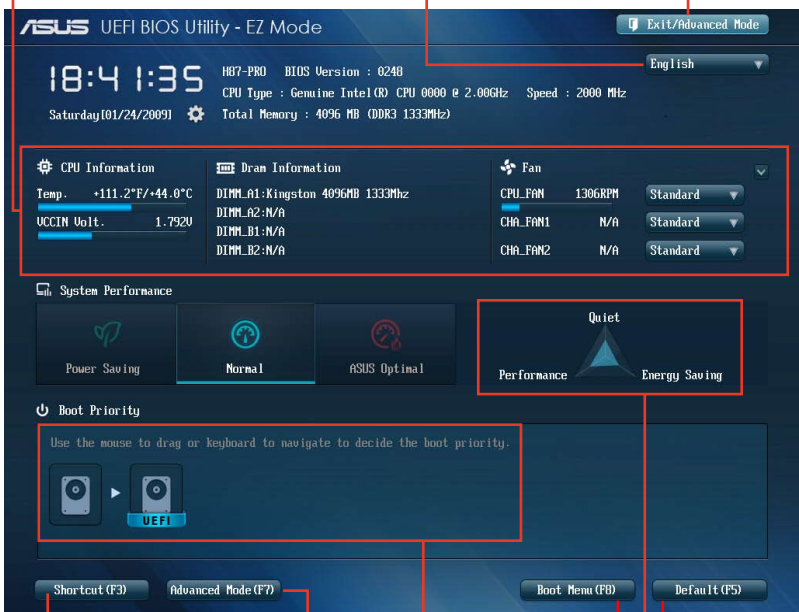 ASUS UEFI BIOS Utility - EZ Mode
Exit/Advanced Mode
English
18:41:35
Saturday[01/24/2009]
H87-PRO BIOS Version : 0248
CPU Type : Genuine Intel(R) CPU 0000 @ 2.00GHz Speed : 2000 MHz
Total Memory : 4096 MB (DDR3 1333MHz)
CPU Information
Temp. +111.2°F/+44.0°C
VCCIN Volt. 1.792V
Dram Information
DIMM_A1:Kingston 4096MB 1333Mhz
DIMM_A2:N/A
DIMM_B1:N/A
DIMM_B2:N/A
Fan
CPU_FAN 1306RPM Standard
CHA_FAN1 N/A Standard
CHA_FAN2 N/A Standard
System Performance
Power Saving
Normal
ASUS Optimal
Quiet
Performance
Energy Saving
Boot Priority
Use the mouse to drag or keyboard to navigate to decide the boot priority.
UEFI
Shortcut(F3)
Advanced Mode(F7)
Boot Menu(F8)
Default(F5)